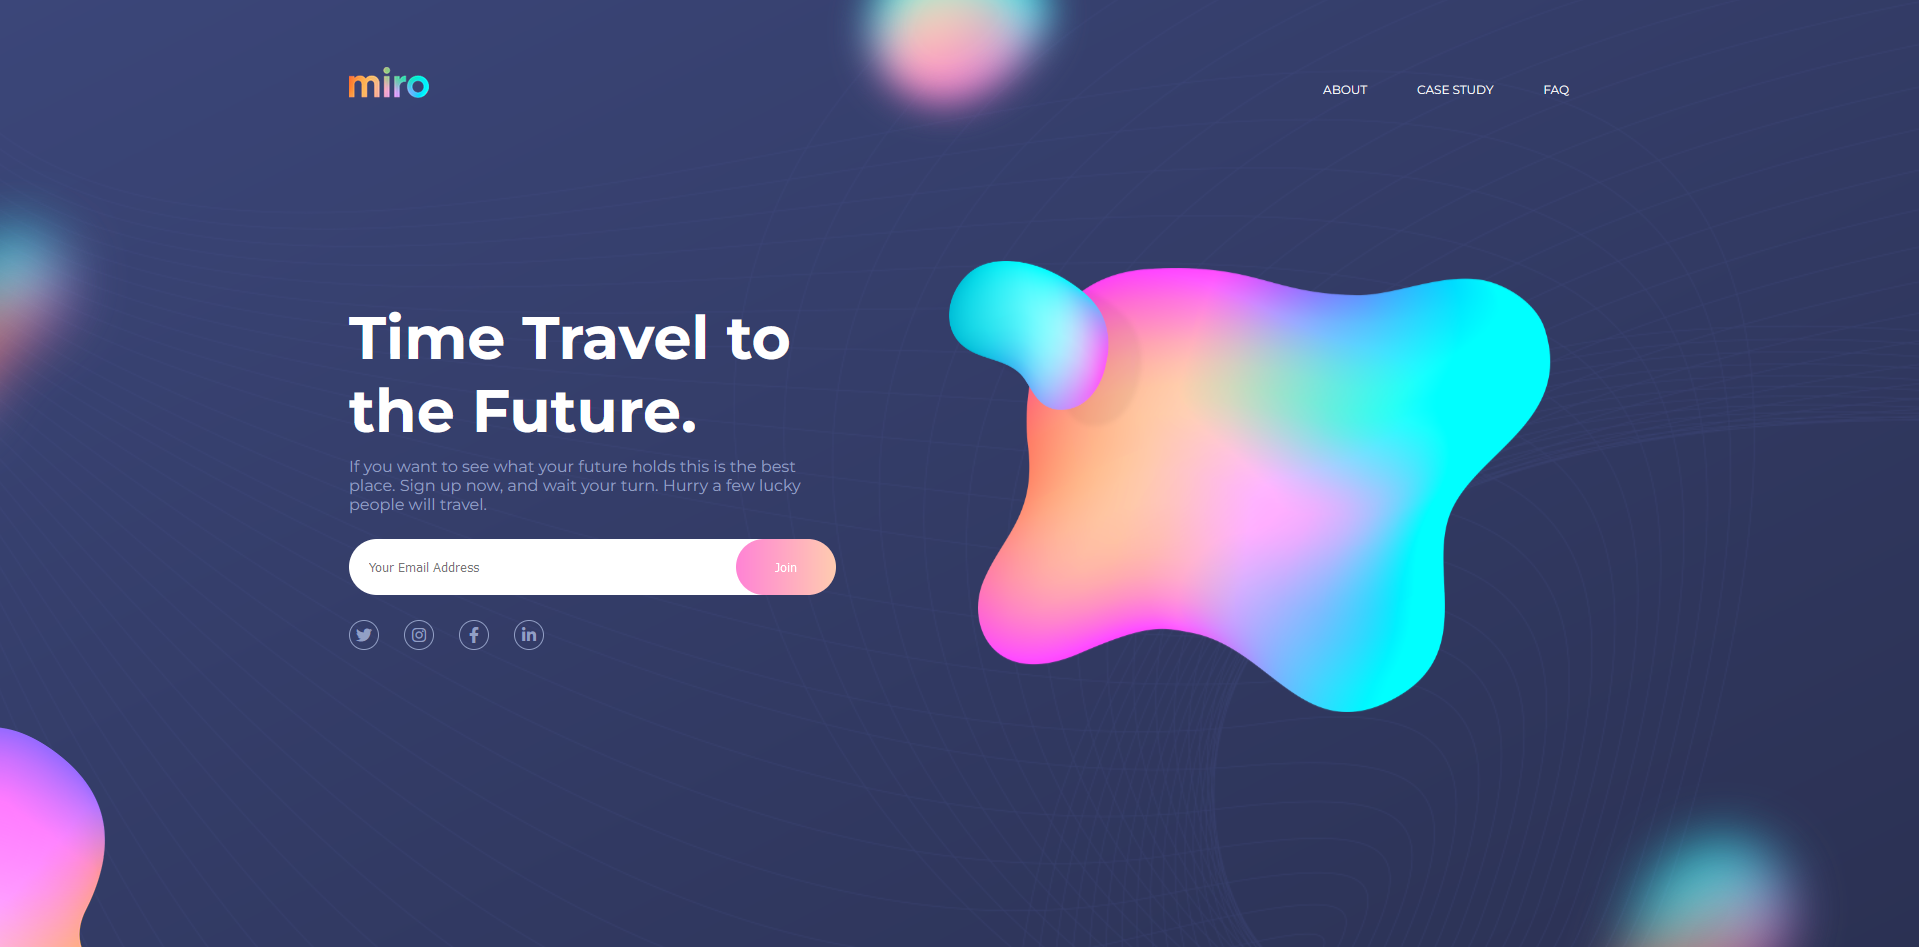 miro
ABOUT
CASE STUDY
FAQ
Time Travel to
the Future.
If you want to see what your future holds this is the best
place. Sign up now, and wait your turn. Hurry a few lucky
people will travel.
Your Email Address
Join